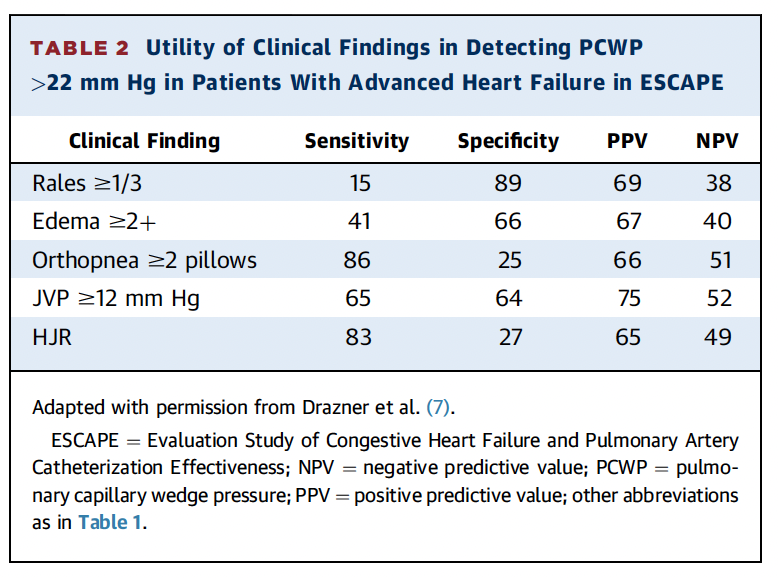 TABLE 2 Utility of Clinical Findings in Detecting PCWP
>22 mm Hg in Patients With Advanced Heart Failure in ESCAPE
Clinical Finding Sensitivity Specificity PPV NPV
Rales ≥1/3 15 89 69 38
Edema ≥2+ 41 66 67 40
Orthopnea ≥2 pillows 86 25 66 51
JVP ≥12 mm Hg 65 64 75 52
HJR 83 27 65 49
Adapted with permission from Drazner et al. (7).
ESCAPE = Evaluation Study of Congestive Heart Failure and Pulmonary Artery
Catheterization Effectiveness; NPV = negative predictive value; PCWP = pulmo-
nary capillary wedge pressure; PPV = positive predictive value; other abbreviations
as in Table 1.